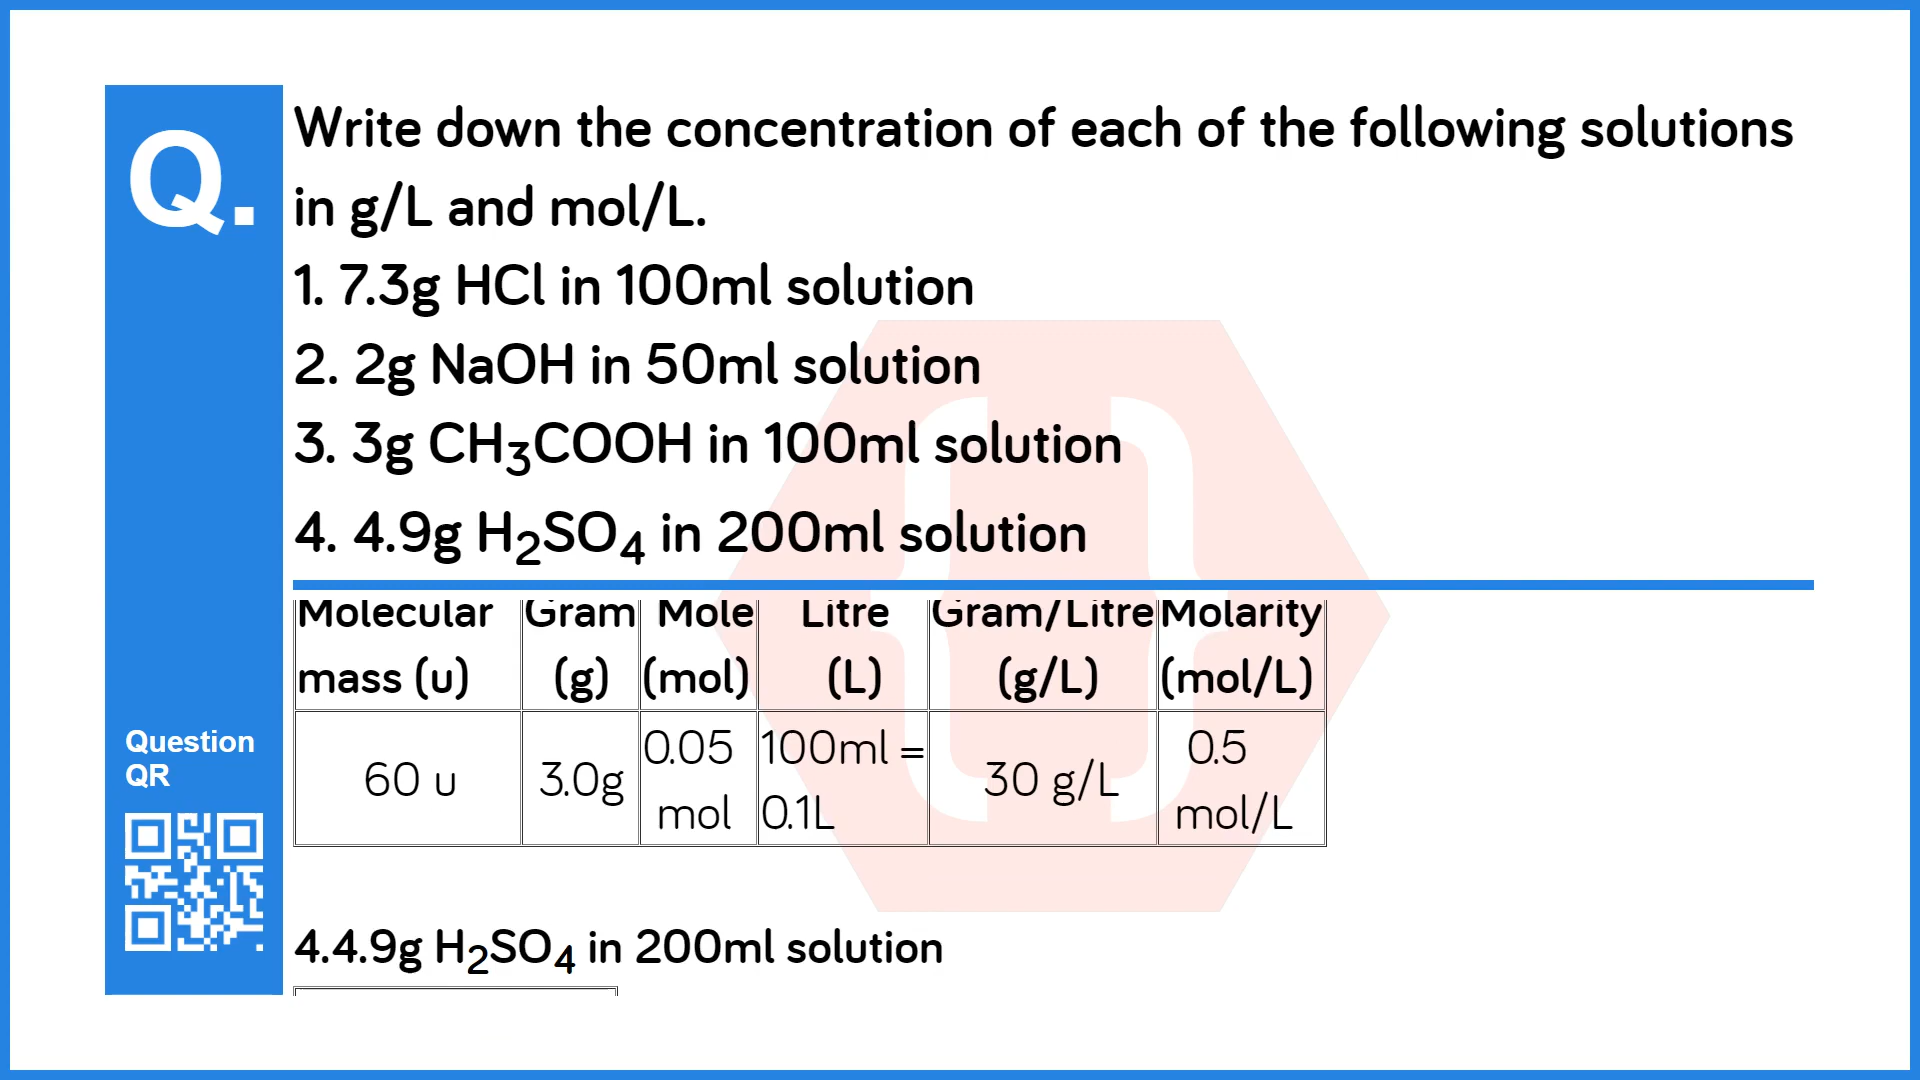 Q.
Write down the concentration of each of the following solutions
in g/L and mol/L.
1. 7.3g HCl in 100ml solution
2. 2g NaOH in 50ml solution
3. 3g CH₃COOH in 100ml solution
4. 4.9g H₂SO₄ in 200ml solution
Molecular Gram Mole Litre Gram/Litre Molarity
mass (u) (g) (mol) (L) (g/L) (mol/L)
60 u 3.0g 0.05 mol 100ml = 0.1L 30 g/L 0.5 mol/L
4.4.9g H₂SO₄ in 200ml solution
Question
QR